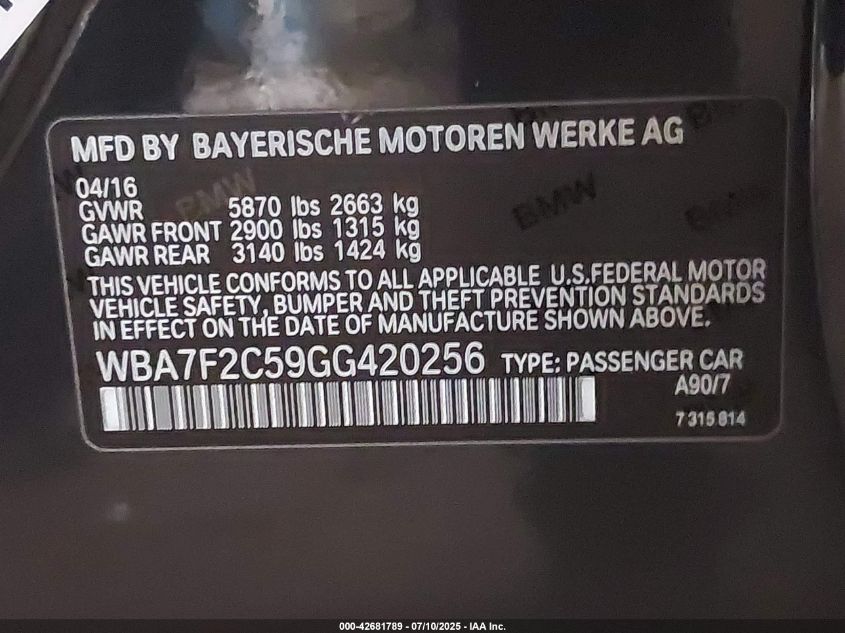 MFD BY BAYERISCHE MOTOREN WERKE AG
04/16
GVWR 5870 lbs 2663 kg
GAWR FRONT 2900 lbs 1315 kg
GAWR REAR 3140 lbs 1424 kg
THIS VEHICLE CONFORMS TO ALL APPLICABLE U.S.FEDERAL MOTOR
VEHICLE SAFETY, BUMPER AND THEFT PREVENTION STANDARDS
IN EFFECT ON THE DATE OF MANUFACTURE SHOWN ABOVE.
WBA7F2C59GG420256 TYPE: PASSENGER CAR
A90/7
7 315 814
BMW
BMW
000-42681789 - 07/10/2025 - IAA Inc.